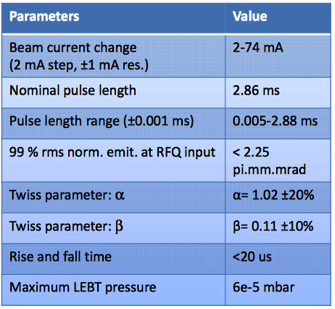 Parameters Value
Beam current change 2-74 mA
(2 mA step, ±1 mA res.)
Nominal pulse length 2.86 ms
Pulse length range (±0.001 ms) 0.005-2.88 ms
99 % rms norm. emit. at RFQ input < 2.25
pi.mm.mrad
Twiss parameter: α α= 1.02 ±20%
Twiss parameter: β β= 0.11 ±10%
Rise and fall time <20 us
Maximum LEBT pressure 6e-5 mbar